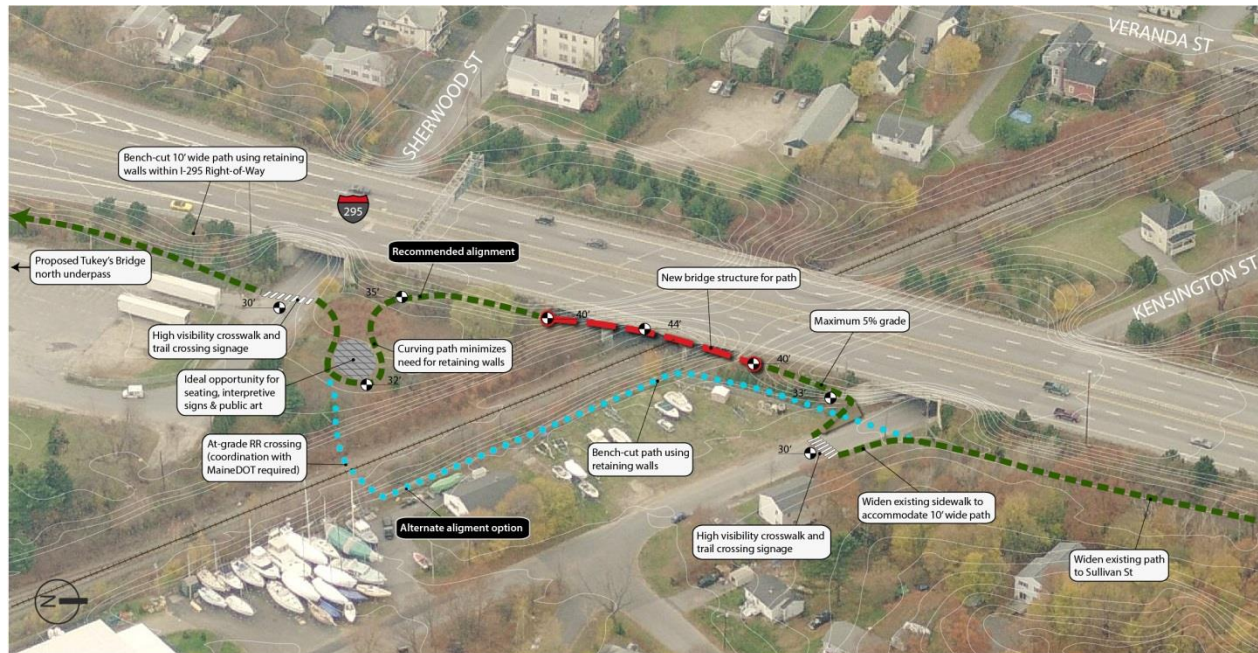 VERANDA ST
SHERWOOD ST
Bench-cut 10' wide path using retaining
walls within I-295 Right-of-Way
295
KENSINGTON ST
Recommended alignment
Proposed Tukey's Bridge
north underpass
New bridge structure for path
35'
30'
40'
44'
Maximum 5% grade
High visibility crosswalk and
trail crossing signage
Curving path minimizes
need for retaining walls
40'
33'
32'
Ideal opportunity for
seating, interpretive
signs & public art
At-grade RR crossing
(coordination with
MaineDOT required)
Bench-cut path using
retaining walls
30'
Widen existing sidewalk to
accommodate 10' wide path
Alternate aligment option
High visibility crosswalk and
trail crossing signage
Widen existing path
to Sullivan St
N